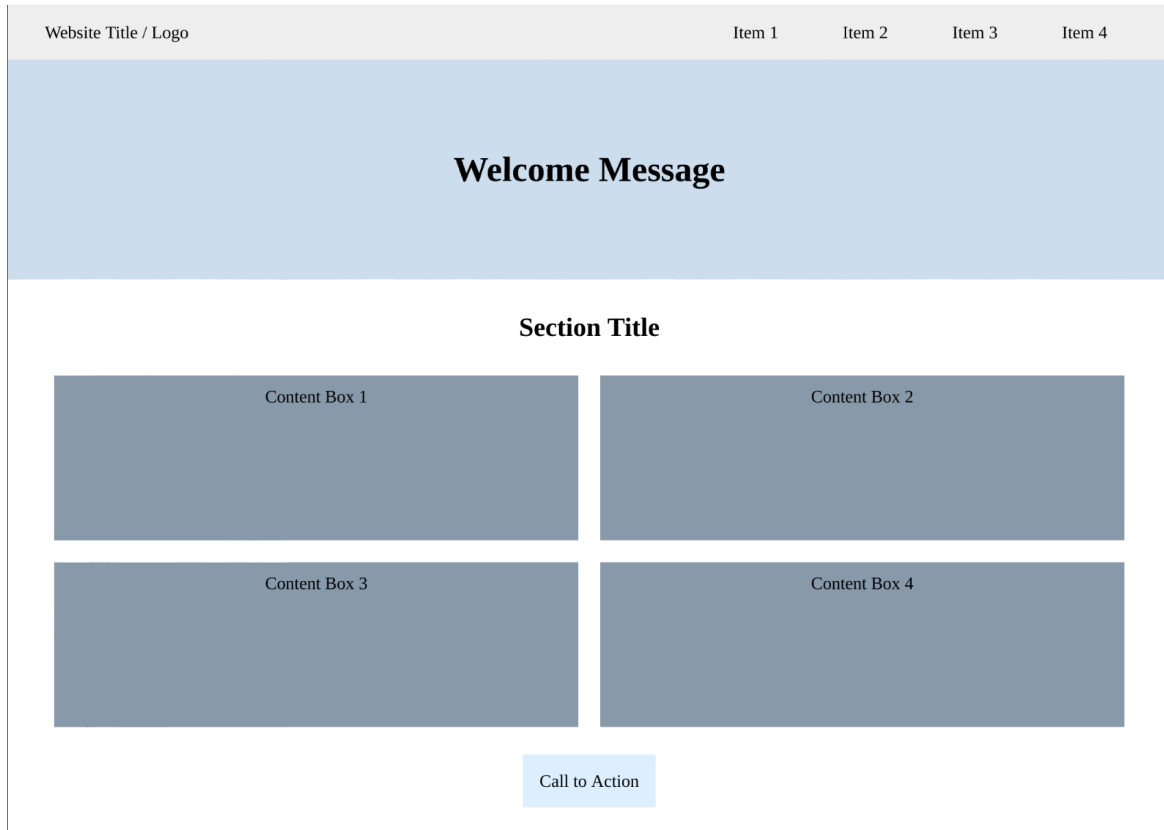 Website Title / Logo Item 1 Item 2 Item 3 Item 4
Welcome Message
Section Title
Content Box 1 Content Box 2
Content Box 3 Content Box 4
Call to Action